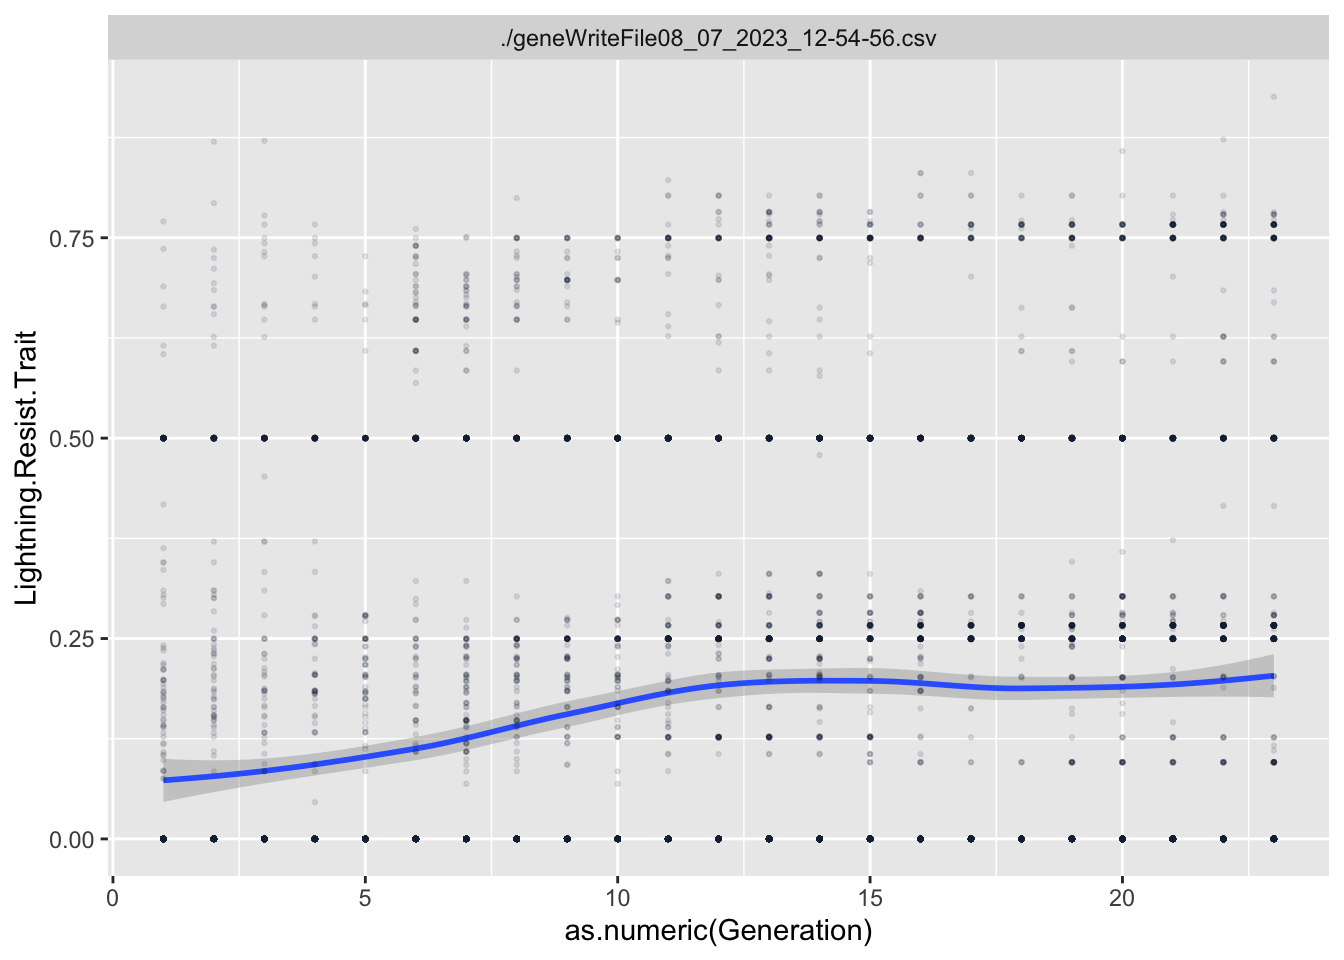 ./geneWriteFile08_07_2023_12-54-56.csv
Lightning.Resist.Trait
0.75
0.50
0.25
0.00
0 5 10 15 20
as.numeric(Generation)